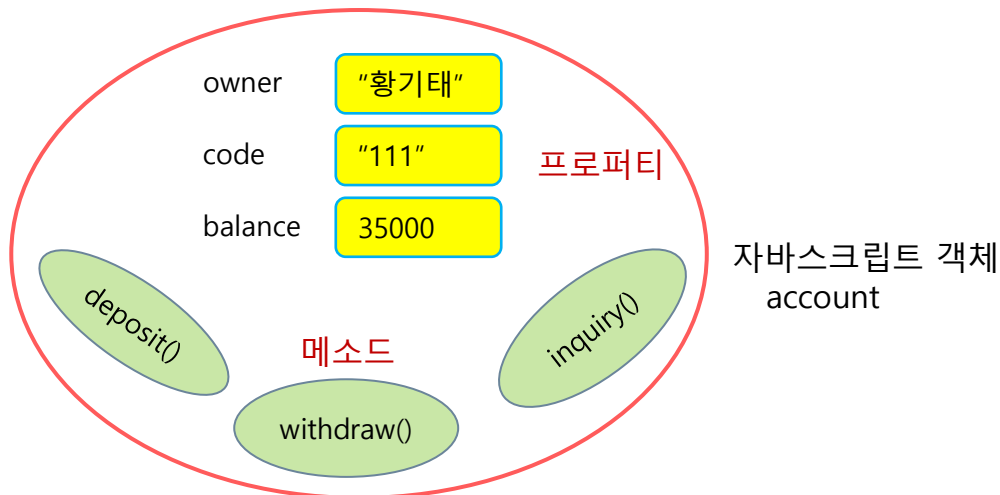 owner
"황기태"
code
"111"
프로퍼티
balance
35000
자바스크립트 객체
account
deposit()
inquiry()
메소드
withdraw()